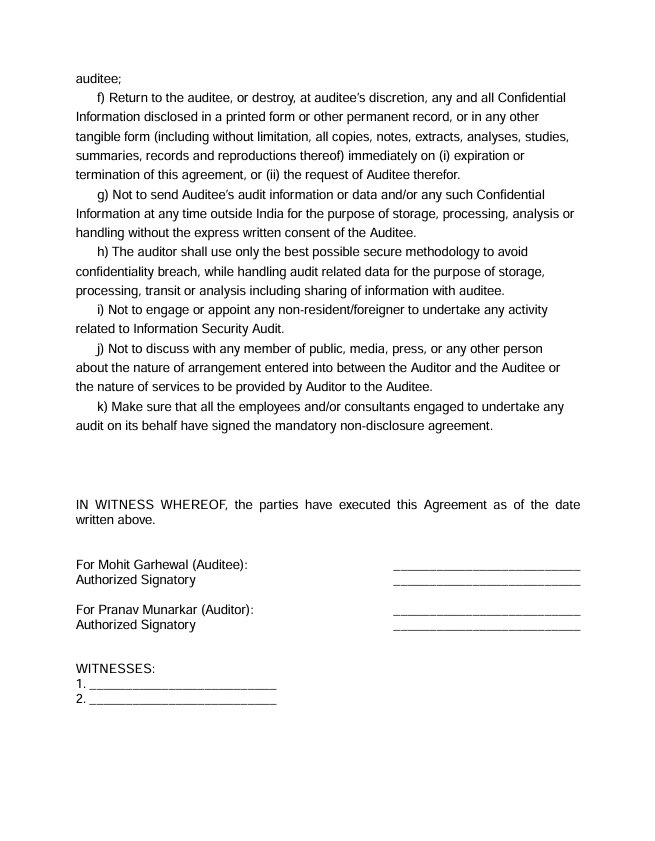 auditee;
f) Return to the auditee, or destroy, at auditee's discretion, any and all Confidential
Information disclosed in a printed form or other permanent record, or in any other
tangible form (including without limitation, all copies, notes, extracts, analyses, studies,
summaries, records and reproductions thereof) immediately on (i) expiration or
termination of this agreement, or (ii) the request of Auditee therefor.
g) Not to send Auditee's audit information or data and/or any such Confidential
Information at any time outside India for the purpose of storage, processing, analysis or
handling without the express written consent of the Auditee.
h) The auditor shall use only the best possible secure methodology to avoid
confidentiality breach, while handling audit related data for the purpose of storage,
processing, transit or analysis including sharing of information with auditee.
i) Not to engage or appoint any non-resident/foreigner to undertake any activity
related to Information Security Audit.
j) Not to discuss with any member of public, media, press, or any other person
about the nature of arrangement entered into between the Auditor and the Auditee or
the nature of services to be provided by Auditor to the Auditee.
k) Make sure that all the employees and/or consultants engaged to undertake any
audit on its behalf have signed the mandatory non-disclosure agreement.
IN WITNESS WHEREOF, the parties have executed this Agreement as of the date
written above.
For Mohit Garhewal (Auditee): __________________________
Authorized Signatory __________________________
For Pranav Munarkar (Auditor): __________________________
Authorized Signatory __________________________
WITNESSES:
1. __________________________
2. __________________________